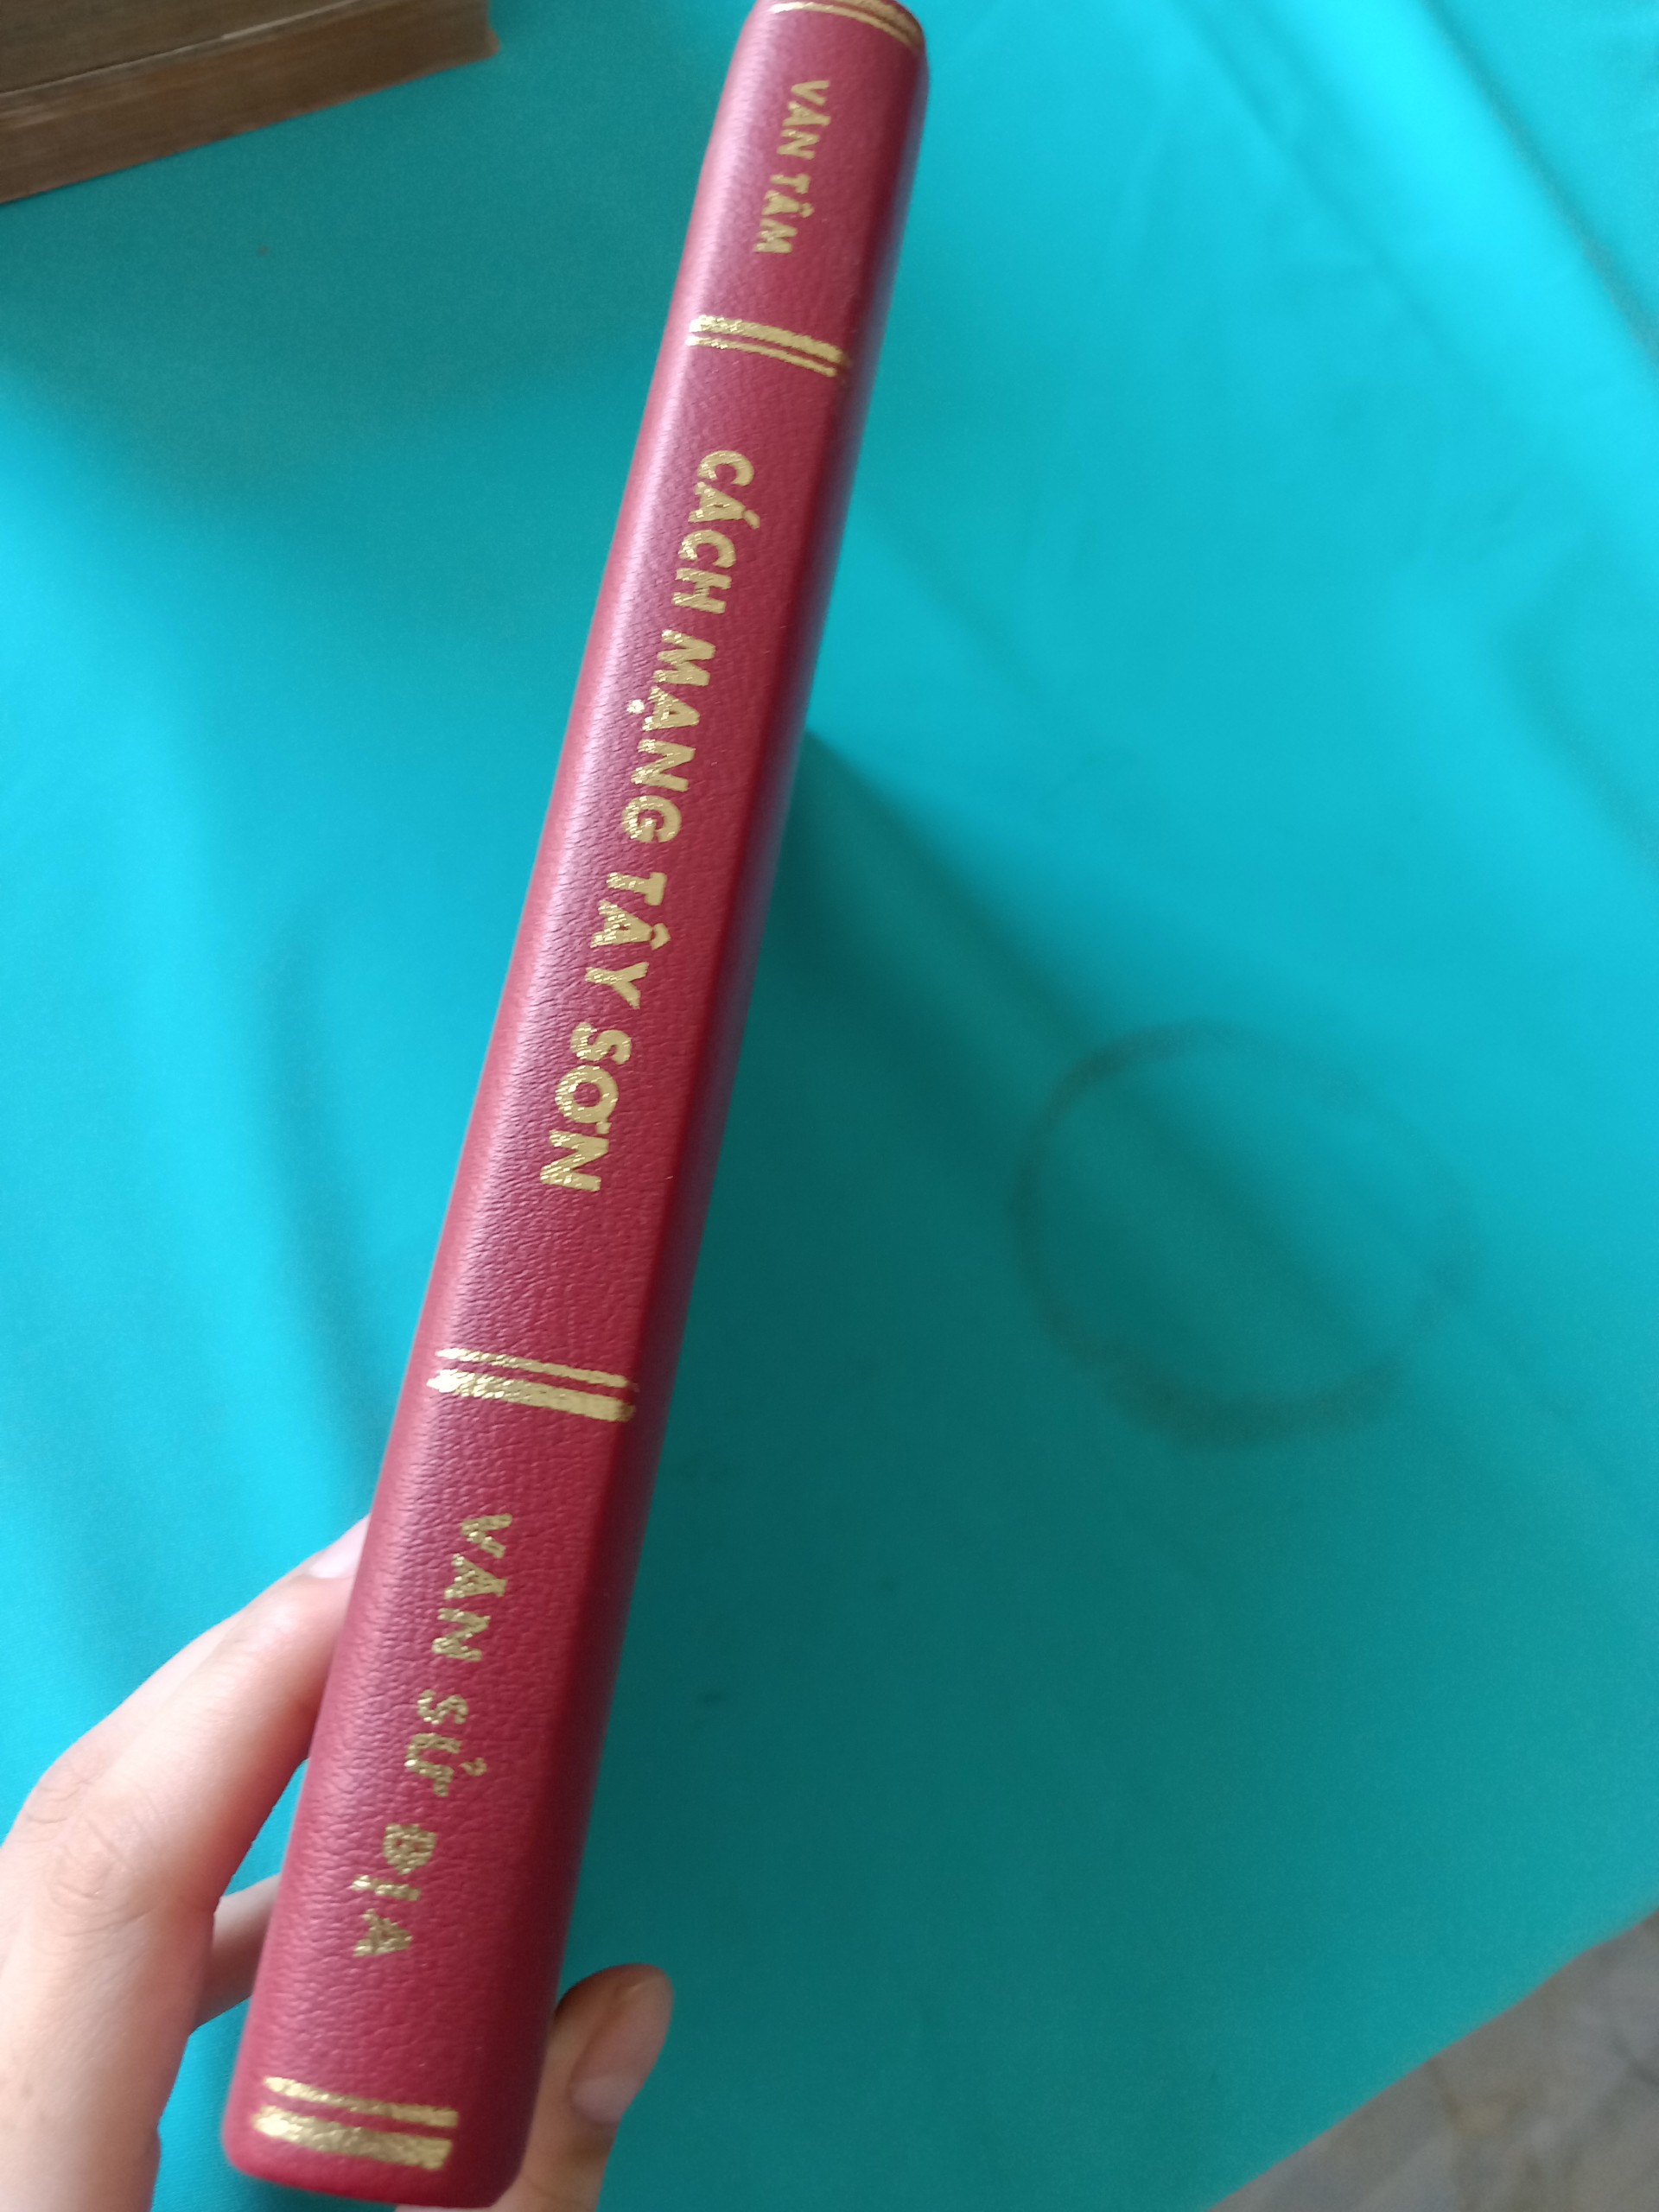 VĂN TÂM
CÁCH MẠNG TÂY SƠN
VĂN SỬ ĐỊA